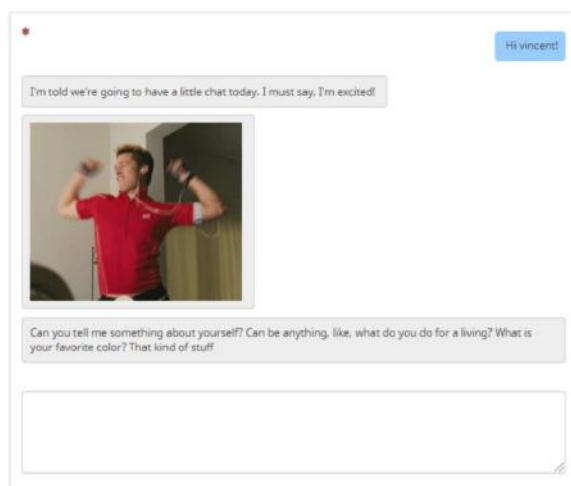 *
Hi vincent!
I'm told we're going to have a little chat today. I must say, I'm excited!
Can you tell me something about yourself? Can be anything, like, what do you do for a living? What is
your favorite color? That kind of stuff